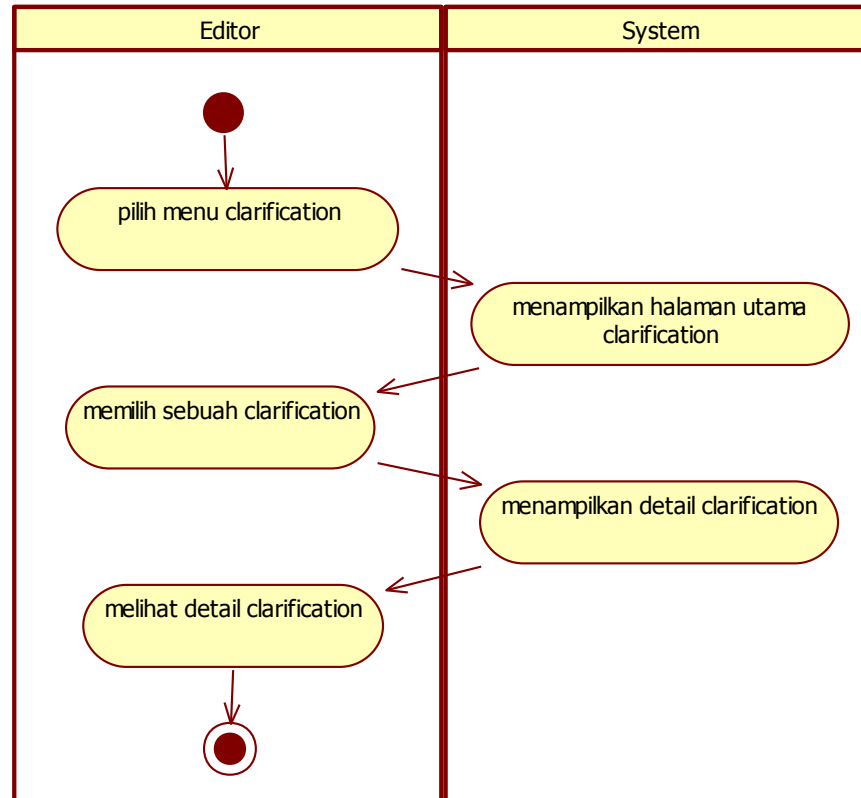 Editor
System
pilih menu clarification
menampilkan halaman utama
clarification
memilih sebuah clarification
menampilkan detail clarification
melihat detail clarification